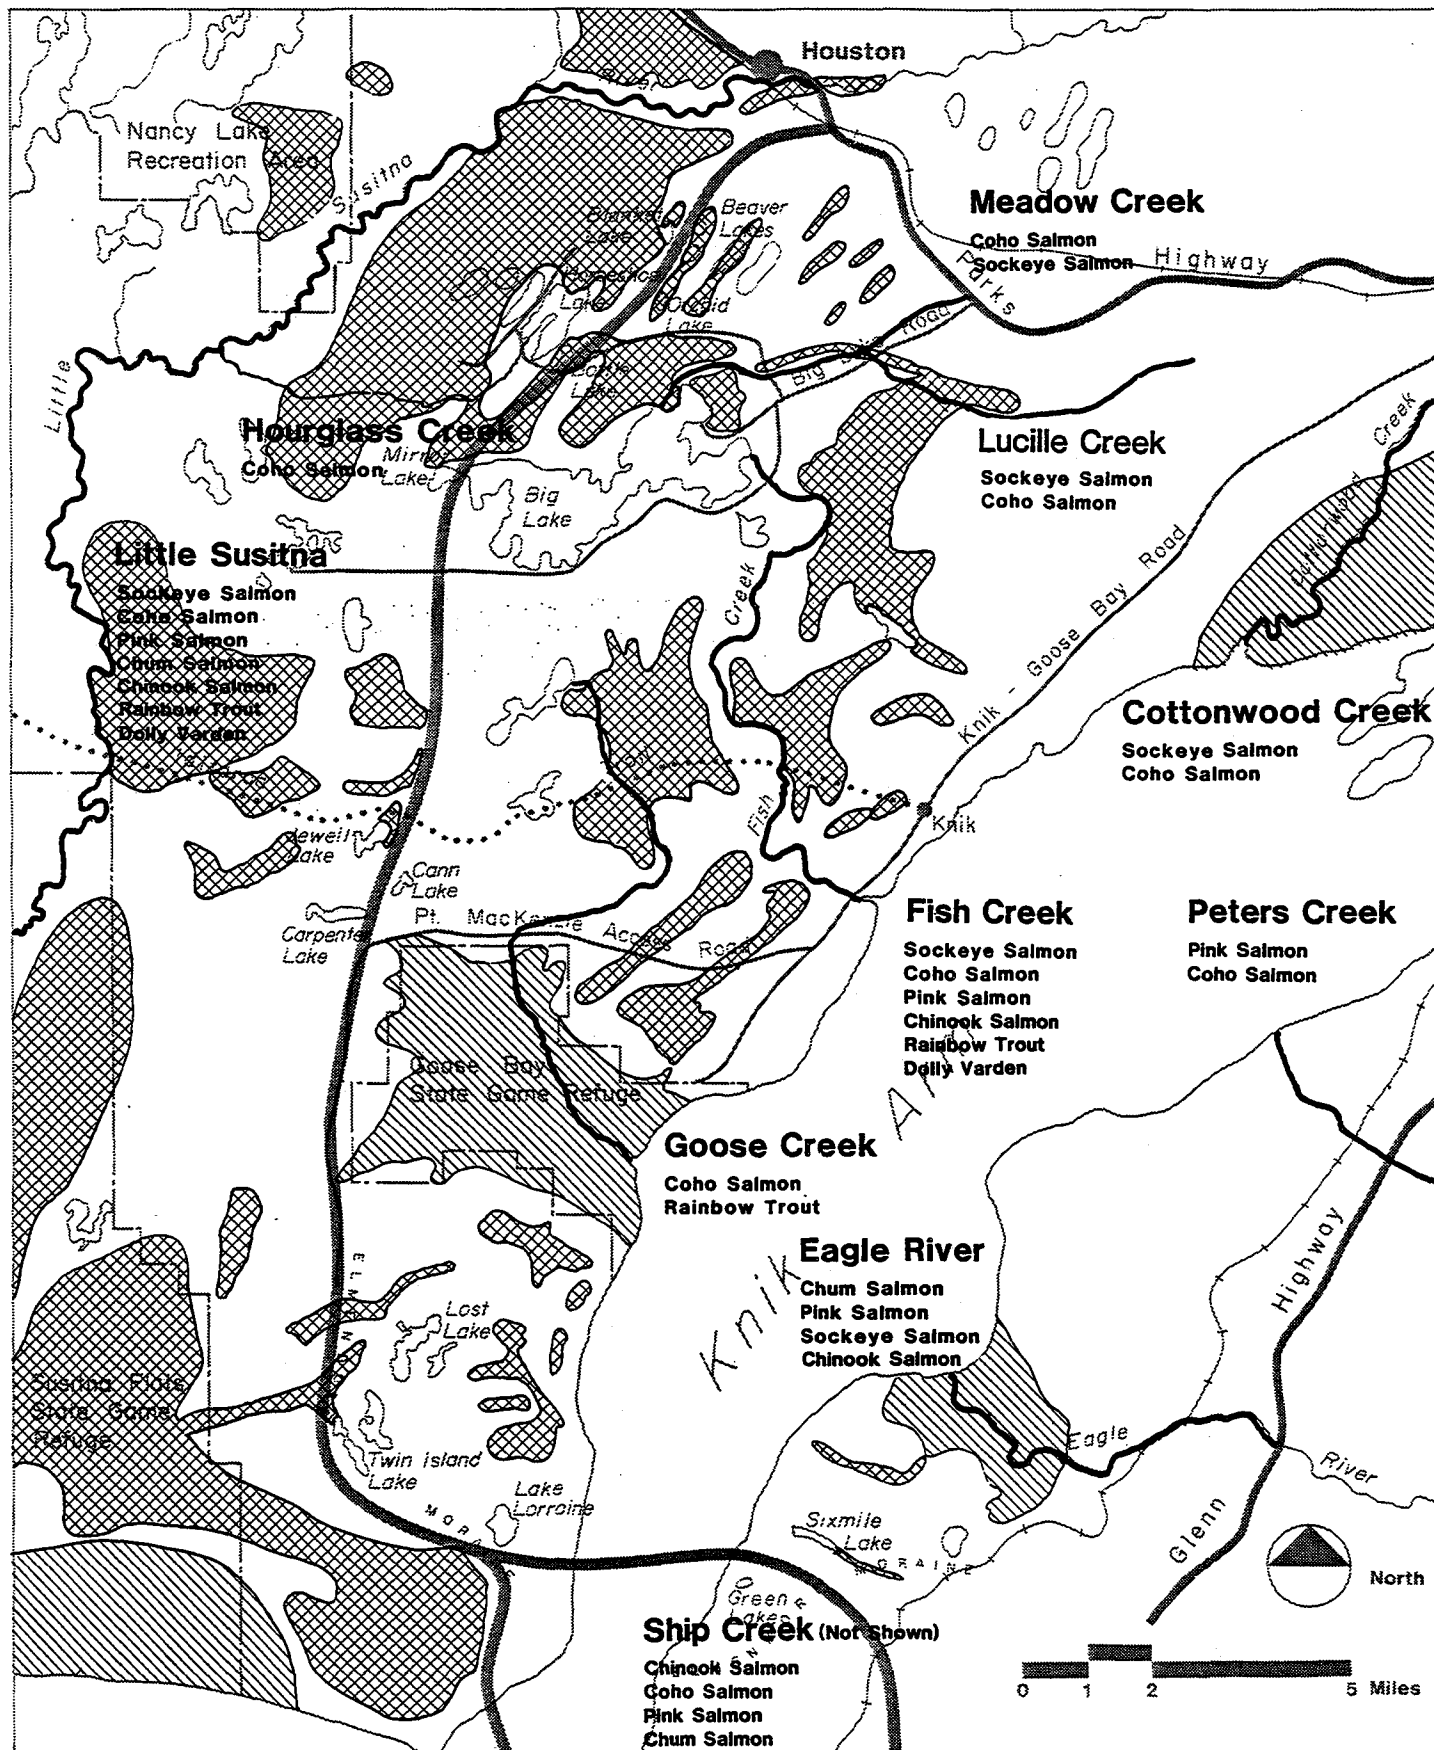 Houston
River
Nancy Lake
Recreation Area
Susitna
Meadow Creek
Coho Salmon
Sockeye Salmon
Beaver
Lakes
Blanket
Lake
Horseshoe
Lake
Lake
Parks
Highway
Big Lake Road
Little
Lake
Hourglass Creek
Coho Salmon
Mirror
Lake
Big
Lake
Lucille Creek
Sockeye Salmon
Coho Salmon
Creek
Cottonwood
Little Susitna
Sockeye Salmon
Coho Salmon
Pink Salmon
Chum Salmon
Chinook Salmon
Rainbow Trout
Dolly Varden
Creek
Fish
Knik - Goose Bay Road
Cottonwood Creek
Sockeye Salmon
Coho Salmon
Knik
Jewell
Lake
Cann
Lake
Carpenter
Lake
Pt. MacKenzie Access Road
Fish Creek
Sockeye Salmon
Coho Salmon
Pink Salmon
Chinook Salmon
Rainbow Trout
Dolly Varden
Peters Creek
Pink Salmon
Coho Salmon
Goose Bay
State Game Refuge
Knik Arm
Goose Creek
Coho Salmon
Rainbow Trout
Eagle River
Chum Salmon
Pink Salmon
Sockeye Salmon
Chinook Salmon
Lost
Lake
Susitna Flats
State Game
Refuge
Twin Island
Lake
Lake
Lorraine
Eagle
River
Glenn
Highway
Sixmile
Lake
MORAINE
Green
Lake
Ship Creek (Not Shown)
Chinook Salmon
Coho Salmon
Pink Salmon
Chum Salmon
North
0 1 2 5 Miles